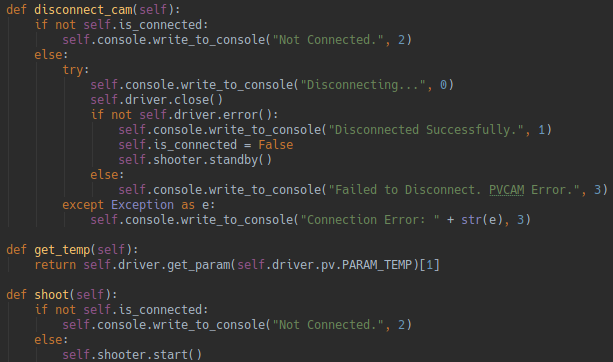 def disconnect_cam(self):
    if not self.is_connected:
        self.console.write_to_console("Not Connected.", 2)
    else:
        try:
            self.console.write_to_console("Disconnecting...", 0)
            self.driver.close()
            if not self.driver.error():
                self.console.write_to_console("Disconnected Successfully.", 1)
                self.is_connected = False
                self.shooter.standby()
            else:
                self.console.write_to_console("Failed to Disconnect. PVCAM Error.", 3)
        except Exception as e:
            self.console.write_to_console("Connection Error: " + str(e), 3)

def get_temp(self):
    return self.driver.get_param(self.driver.pv.PARAM_TEMP)[1]

def shoot(self):
    if not self.is_connected:
        self.console.write_to_console("Not Connected.", 2)
    else:
        self.shooter.start()